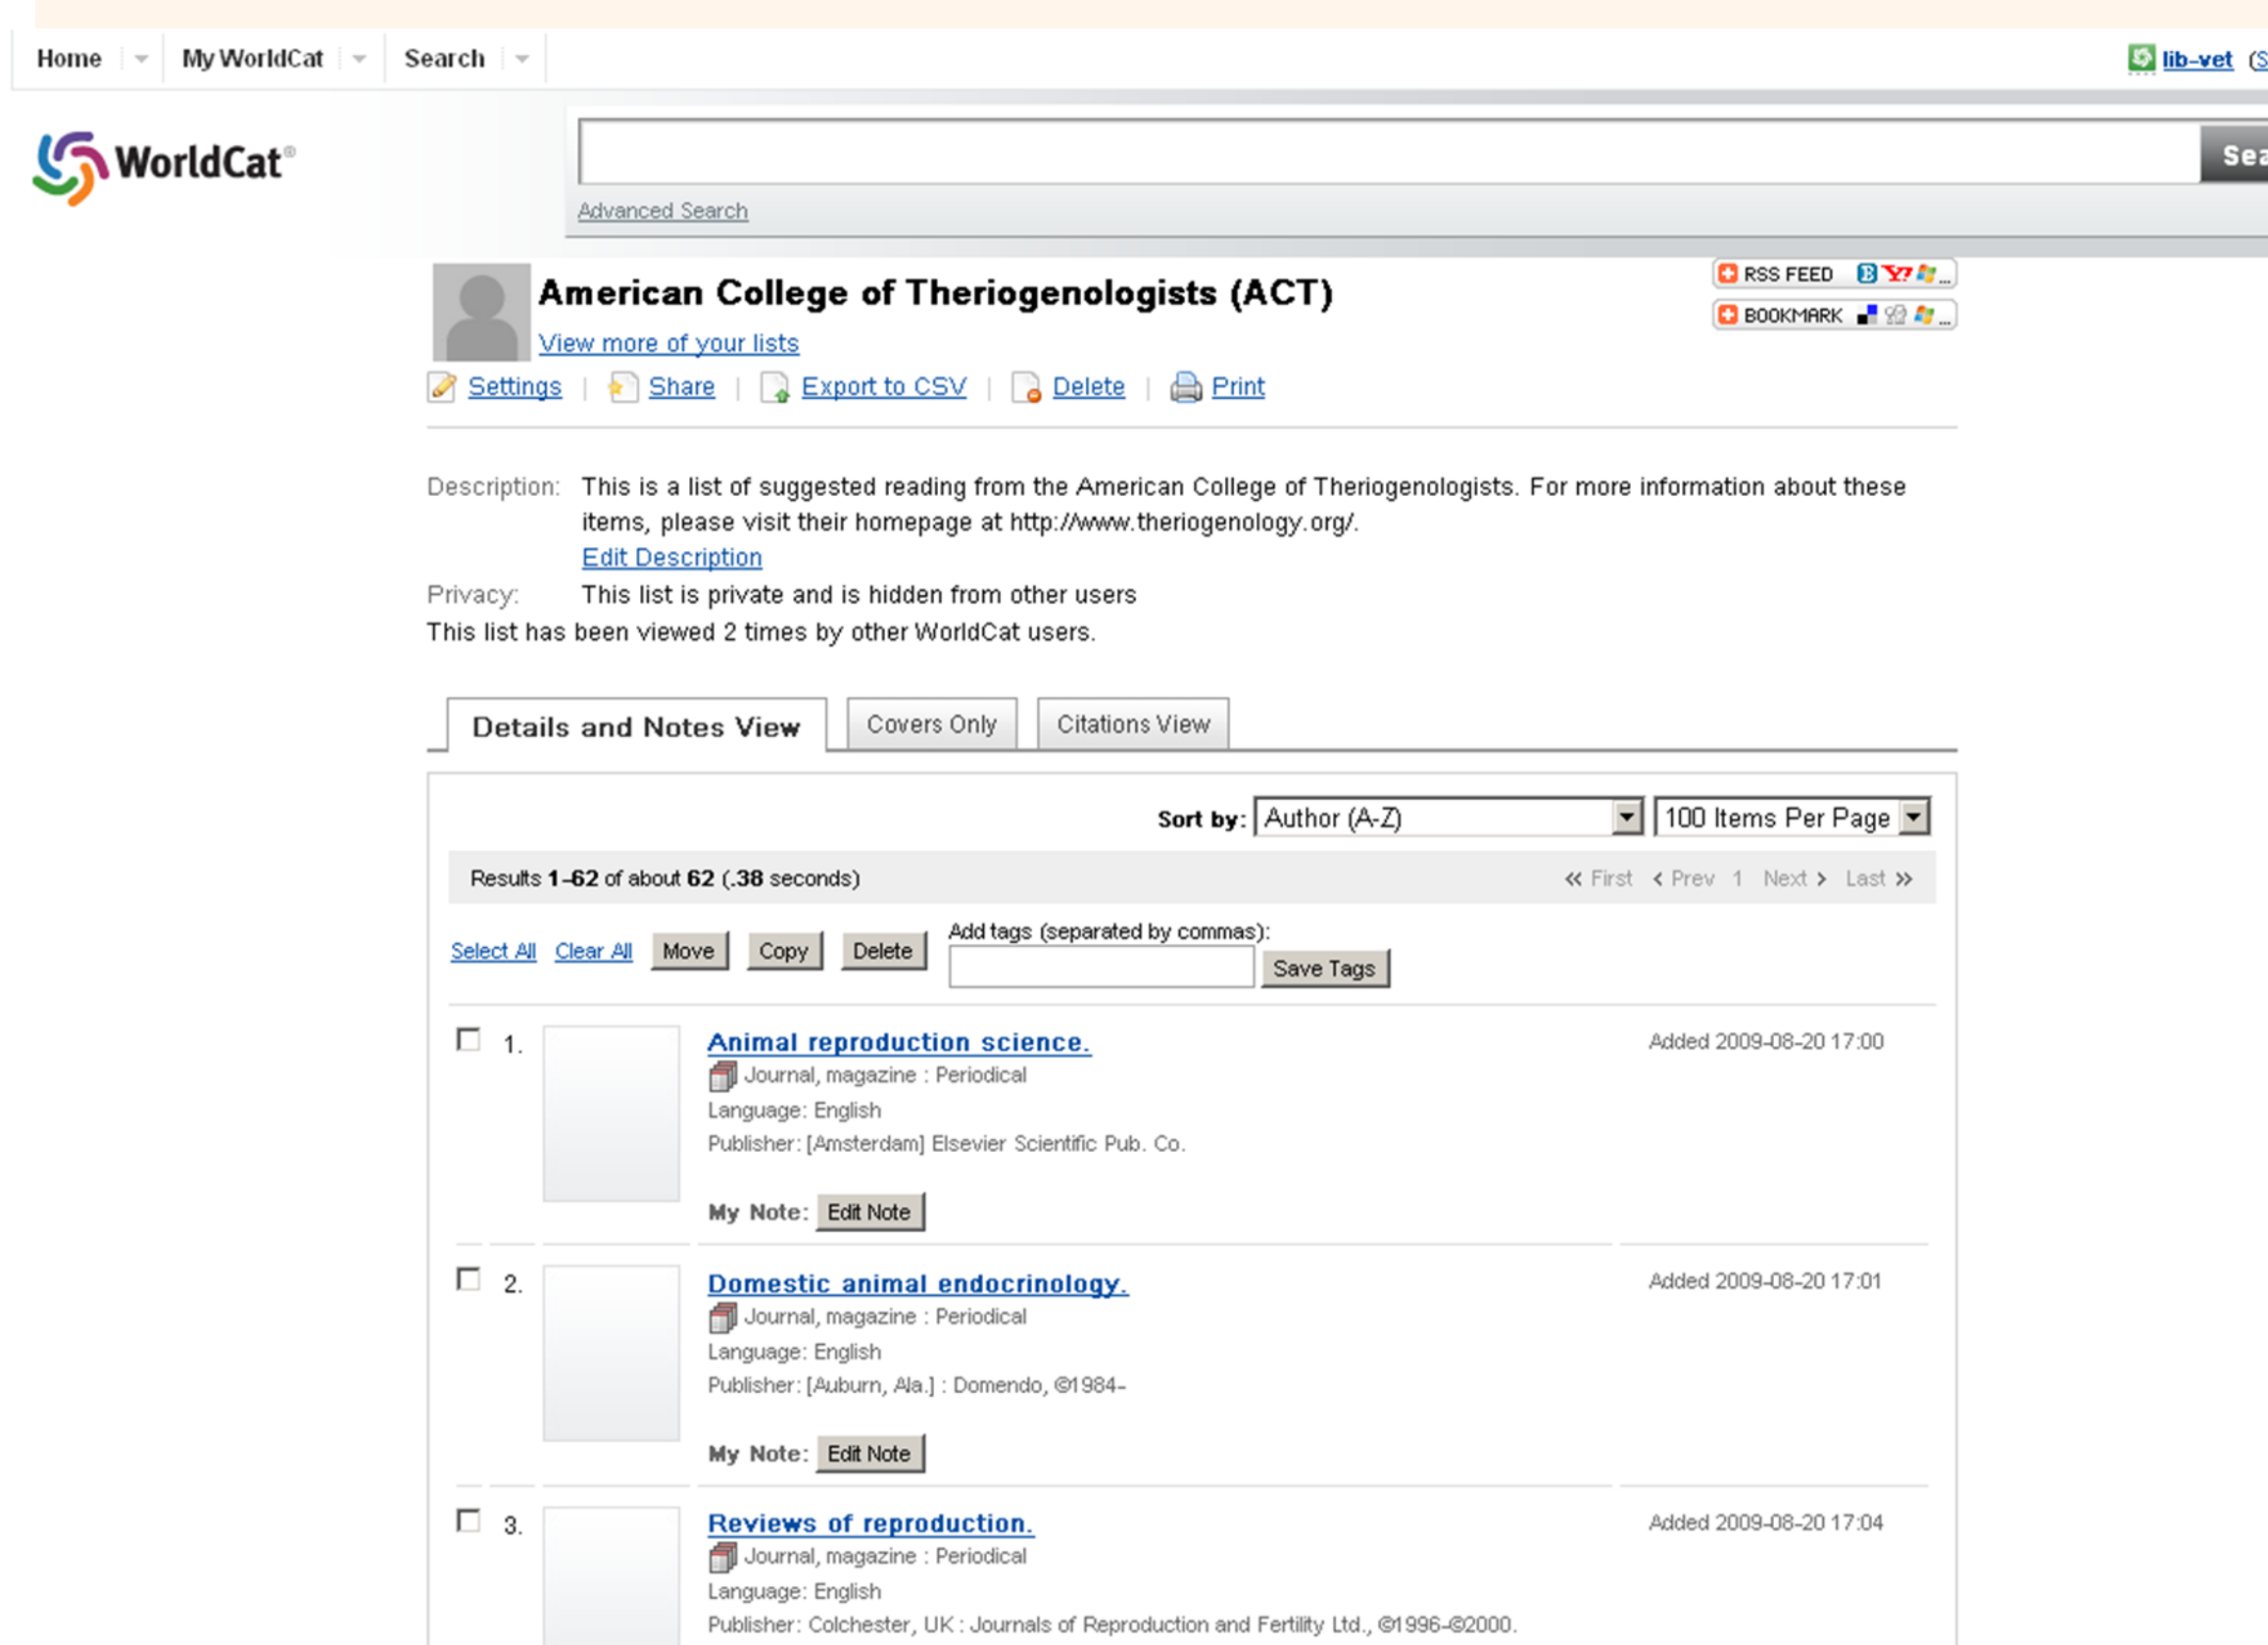 Home My WorldCat Search lib-vet (S
WorldCat®
Sea
Advanced Search
American College of Theriogenologists (ACT)
RSS FEED
View more of your lists
BOOKMARK
Settings | Share | Export to CSV | Delete | Print
Description: This is a list of suggested reading from the American College of Theriogenologists. For more information about these
items, please visit their homepage at http://www.theriogenology.org/.
Edit Description
Privacy: This list is private and is hidden from other users
This list has been viewed 2 times by other WorldCat users.
Details and Notes View Covers Only Citations View
Sort by: Author (A-Z) 100 Items Per Page
Results 1-62 of about 62 (.38 seconds) « First < Prev 1 Next > Last »
Add tags (separated by commas):
Select All Clear All Move Copy Delete Save Tags
1. Animal reproduction science. Added 2009-08-20 17:00
Journal, magazine : Periodical
Language: English
Publisher: [Amsterdam] Elsevier Scientific Pub. Co.
My Note: Edit Note
2. Domestic animal endocrinology. Added 2009-08-20 17:01
Journal, magazine : Periodical
Language: English
Publisher: [Auburn, Ala.] : Domendo, ©1984-
My Note: Edit Note
3. Reviews of reproduction. Added 2009-08-20 17:04
Journal, magazine : Periodical
Language: English
Publisher: Colchester, UK : Journals of Reproduction and Fertility Ltd., ©1996-©2000.